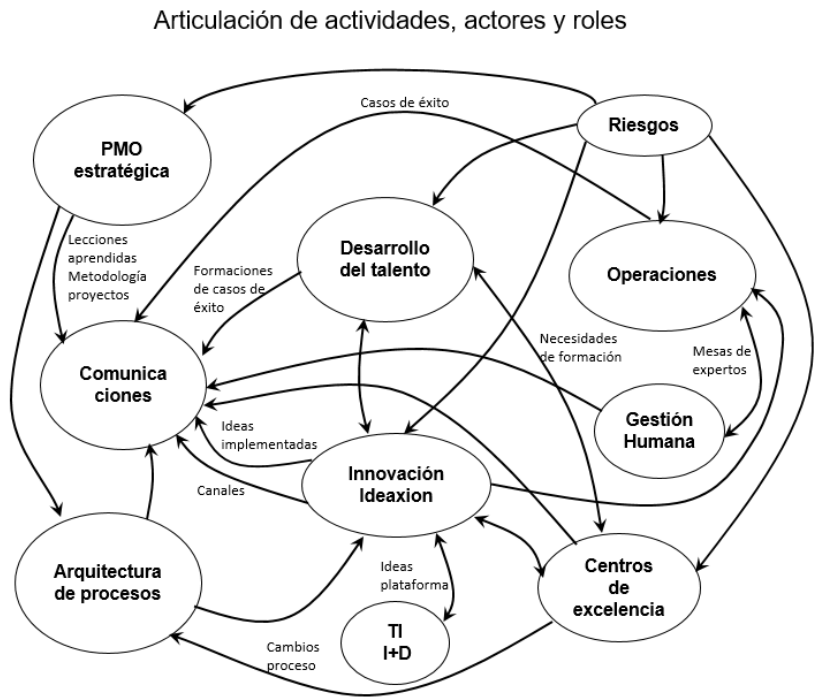 Articulación de actividades, actores y roles
Casos de éxito
Riesgos
PMO
estratégica
Lecciones
aprendidas
Metodología
proyectos
Desarrollo
del talento
Operaciones
Formaciones
de casos de
éxito
Necesidades
de formación
Mesas de
expertos
Comunica
ciones
Gestión
Humana
Ideas
implementadas
Innovación
Ideaxion
Canales
Arquitectura
de procesos
Ideas
plataforma
Centros
de
excelencia
TI
I+D
Cambios
proceso